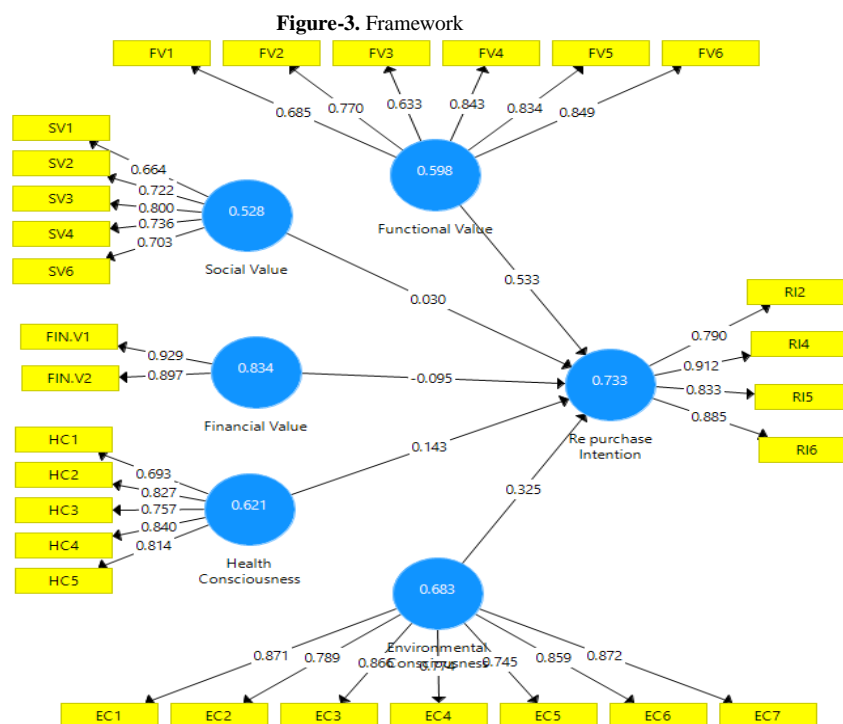 Figure-3. Framework
FV1 FV2 FV3 FV4 FV5 FV6
0.685 0.770 0.633 0.843 0.834 0.849
0.598
Functional Value
SV1
SV2
SV3
SV4
SV6
0.664
0.722
0.800
0.736
0.703
0.528
Social Value
0.533
0.030
FIN.V1
FIN.V2
0.929
0.897
0.834
Financial Value
-0.095
HC1
HC2
HC3
HC4
HC5
0.693
0.827
0.757
0.840
0.814
0.621
Health
Consciousness
0.143
0.325
0.733
Re purchase
Intention
RI2
RI4
RI5
RI6
0.790
0.912
0.833
0.885
0.683
Environmental
Consciousness
0.871 0.789 0.866 0.774 0.745 0.859 0.872
EC1 EC2 EC3 EC4 EC5 EC6 EC7